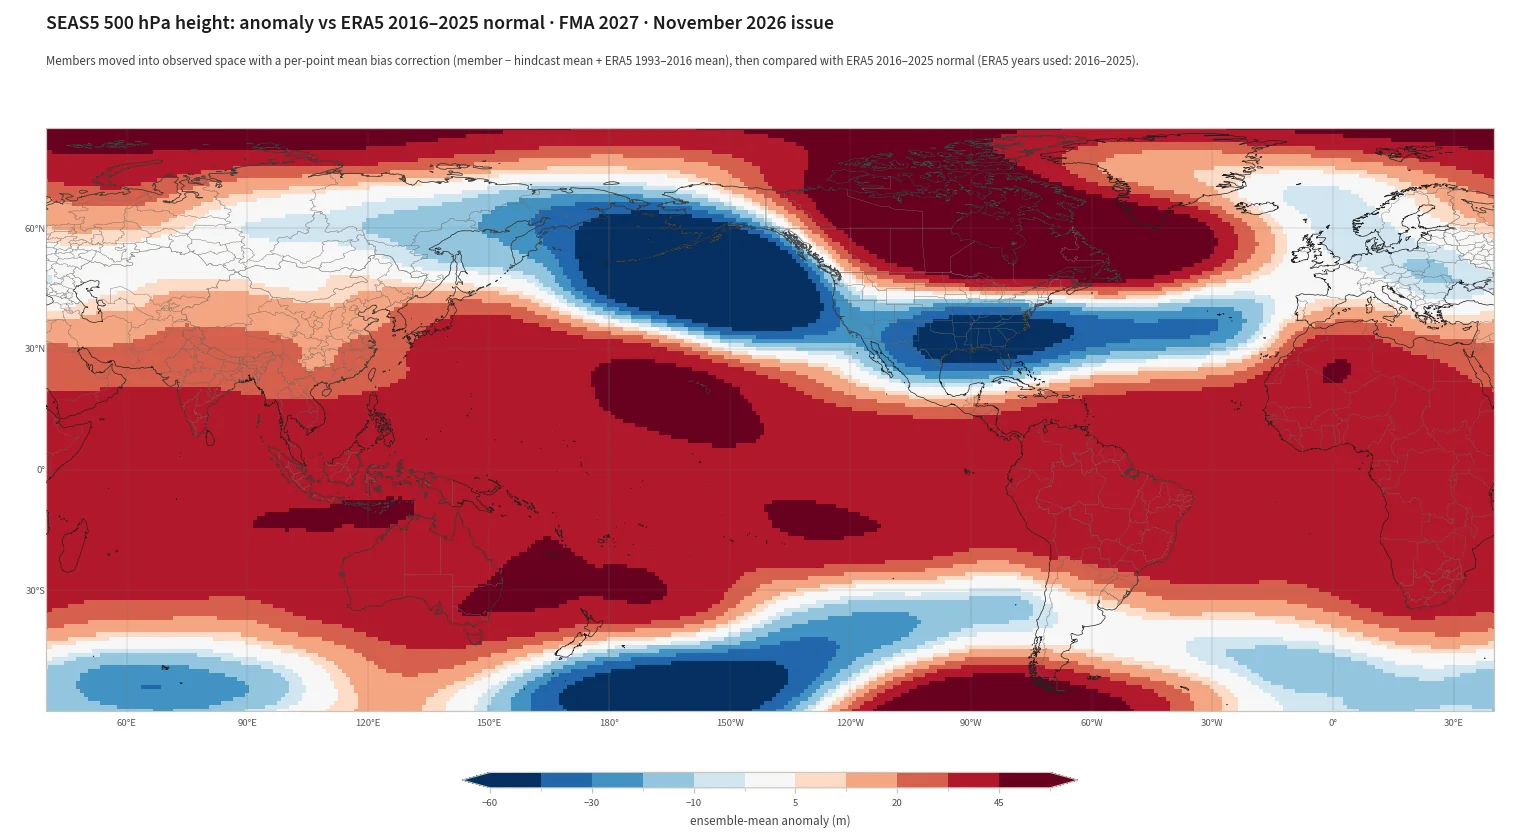 SEAS5 500 hPa height: anomaly vs ERA5 2016–2025 normal · FMA 2027 · November 2026 issue
Members moved into observed space with a per-point mean bias correction (member − hindcast mean + ERA5 1993–2016 mean), then compared with ERA5 2016–2025 normal (ERA5 years used: 2016–2025).
60°N
30°N
0°
30°S
60°E 90°E 120°E 150°E 180° 150°W 120°W 90°W 60°W 30°W 0° 30°E
−60 −30 −10 5 20 45
ensemble-mean anomaly (m)